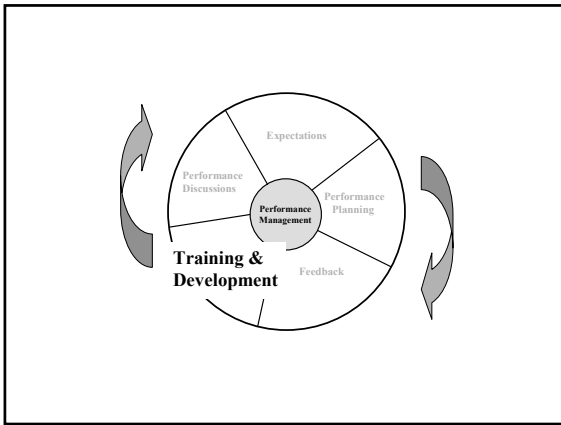 Expectations
Performance
Discussions
Performance
Planning
Performance
Management
Training &
Development
Feedback